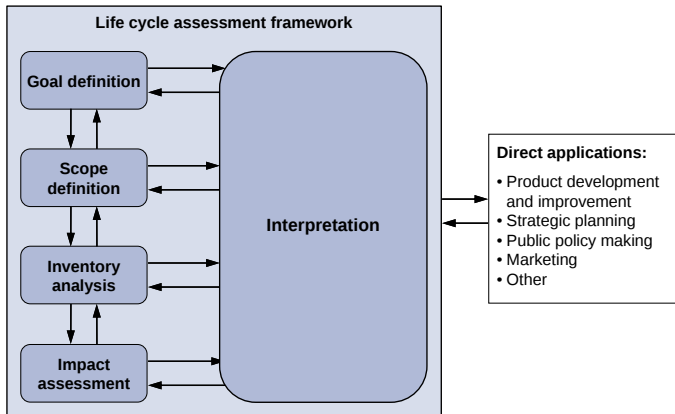 Life cycle assessment framework
Goal definition
Scope
definition
Inventory
analysis
Impact
assessment
Interpretation
Direct applications:
• Product development
and improvement
• Strategic planning
• Public policy making
• Marketing
• Other